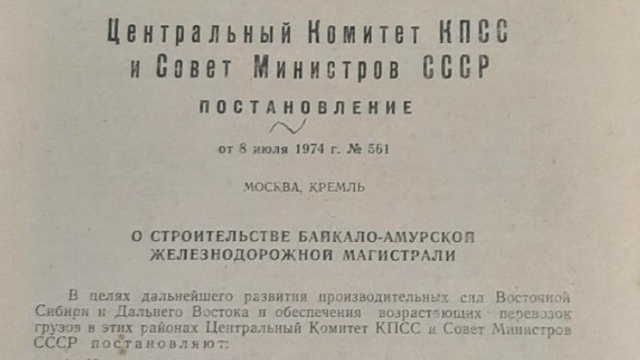 Центральный Комитет КПСС
и Совет Министров СССР
ПОСТАНОВЛЕНИЕ
от 8 июля 1974 г. № 561
МОСКВА, КРЕМЛЬ
О СТРОИТЕЛЬСТВЕ БАЙКАЛО-АМУРСКОЙ
ЖЕЛЕЗНОДОРОЖНОЙ МАГИСТРАЛИ
В целях дальнейшего развития производительных сил Восточной
Сибири и Дальнего Востока и обеспечения возрастающих перевозок
грузов в этих районах Центральный Комитет КПСС и Совет Министров
СССР постановляют: